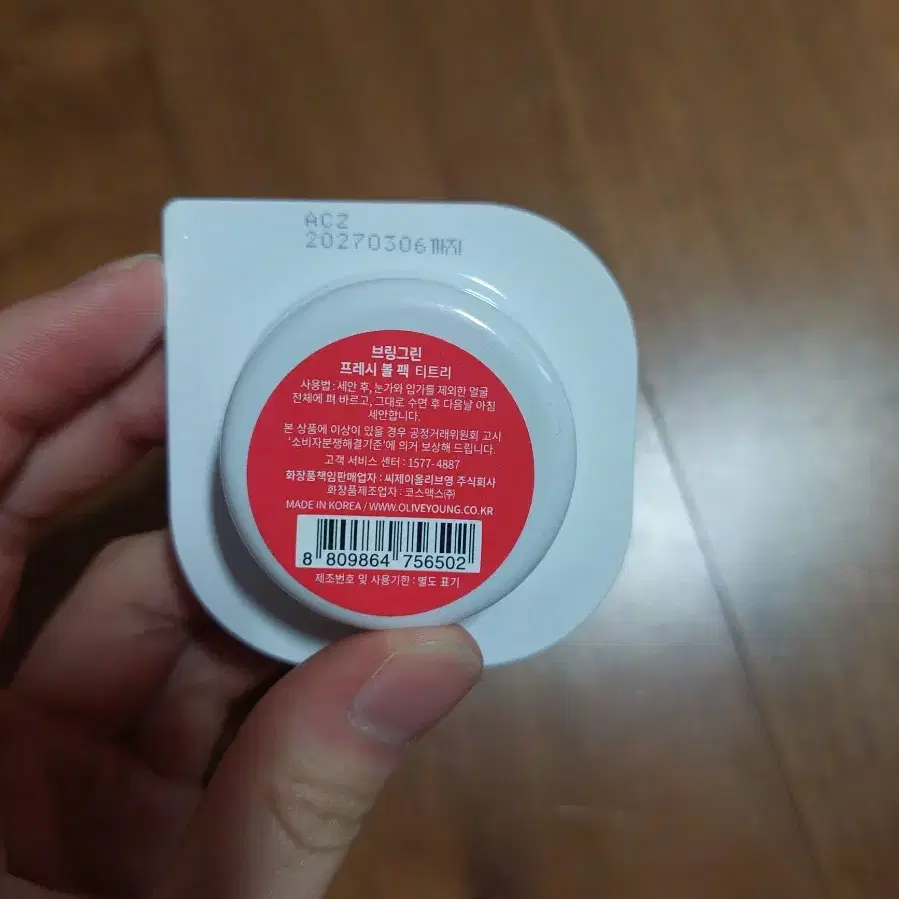 ACZ
20270306까지
브링그린
프레시 볼 팩 티트리
사용법 : 세안 후, 눈가와 입가를 제외한 얼굴
전체에 펴 바르고, 그대로 수면 후 다음날 아침
세안합니다.
본 상품에 이상이 있을 경우 공정거래위원회 고시
'소비자분쟁해결기준'에 의거 보상해 드립니다.
고객 서비스 센터 : 1577-4887
화장품책임판매업자 : 씨제이올리브영 주식회사
화장품제조업자 : 코스맥스㈜
MADE IN KOREA / WWW.OLIVEYOUNG.CO.KR
8 809864 756502
제조번호 및 사용기한 : 별도 표기